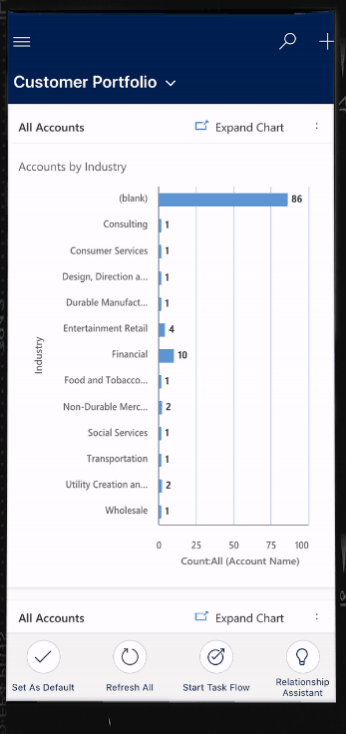 Customer Portfolio
All Accounts Expand Chart
Accounts by Industry
(blank) 86
Consulting 1
Consumer Services 1
Design, Direction a... 1
Durable Manufact... 1
Entertainment Retail 4
Financial 10
Food and Tobacco... 1
Non-Durable Merc... 2
Social Services 1
Transportation 1
Utility Creation an... 2
Wholesale 1
Industry
0 25 50 75 100
Count:All (Account Name)
All Accounts Expand Chart
Set As Default Refresh All Start Task Flow Relationship
Assistant